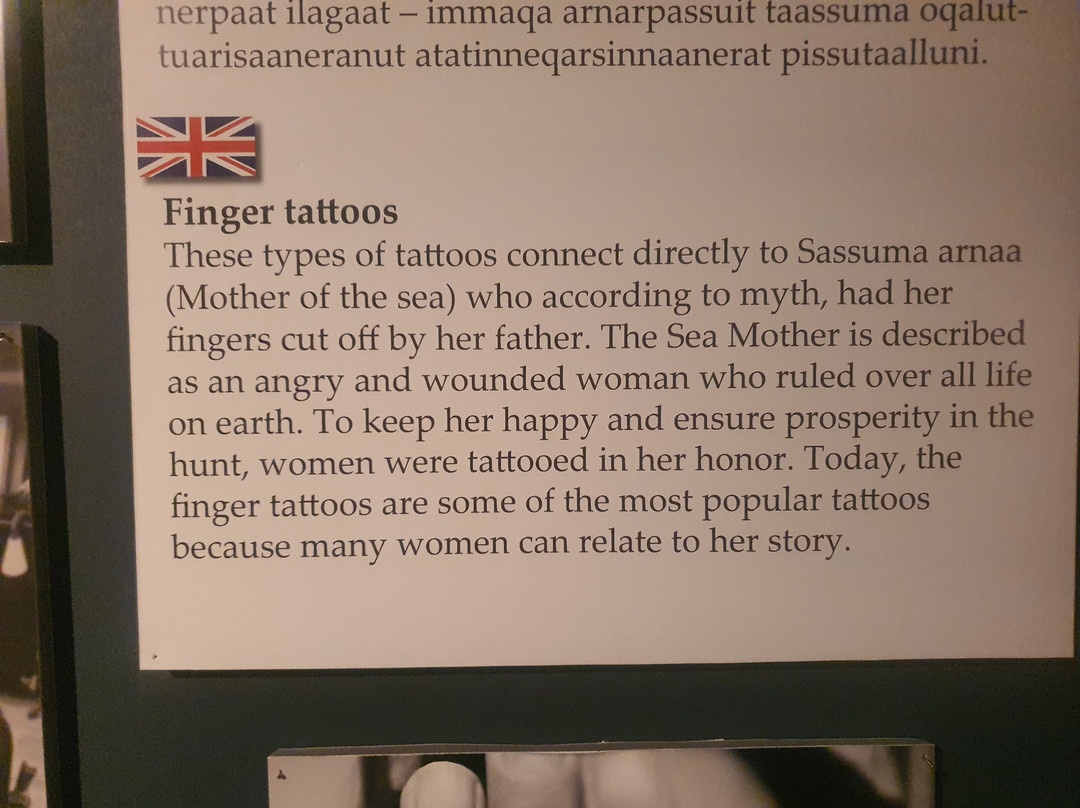 nerpaat ilagaat – immaqa arnarpassuit taassuma oqalut-
tuarisaaneranut atatinneqarsinnaanerat pissutaalluni.
Finger tattoos
These types of tattoos connect directly to Sassuma arnaa
(Mother of the sea) who according to myth, had her
fingers cut off by her father. The Sea Mother is described
as an angry and wounded woman who ruled over all life
on earth. To keep her happy and ensure prosperity in the
hunt, women were tattooed in her honor. Today, the
finger tattoos are some of the most popular tattoos
because many women can relate to her story.